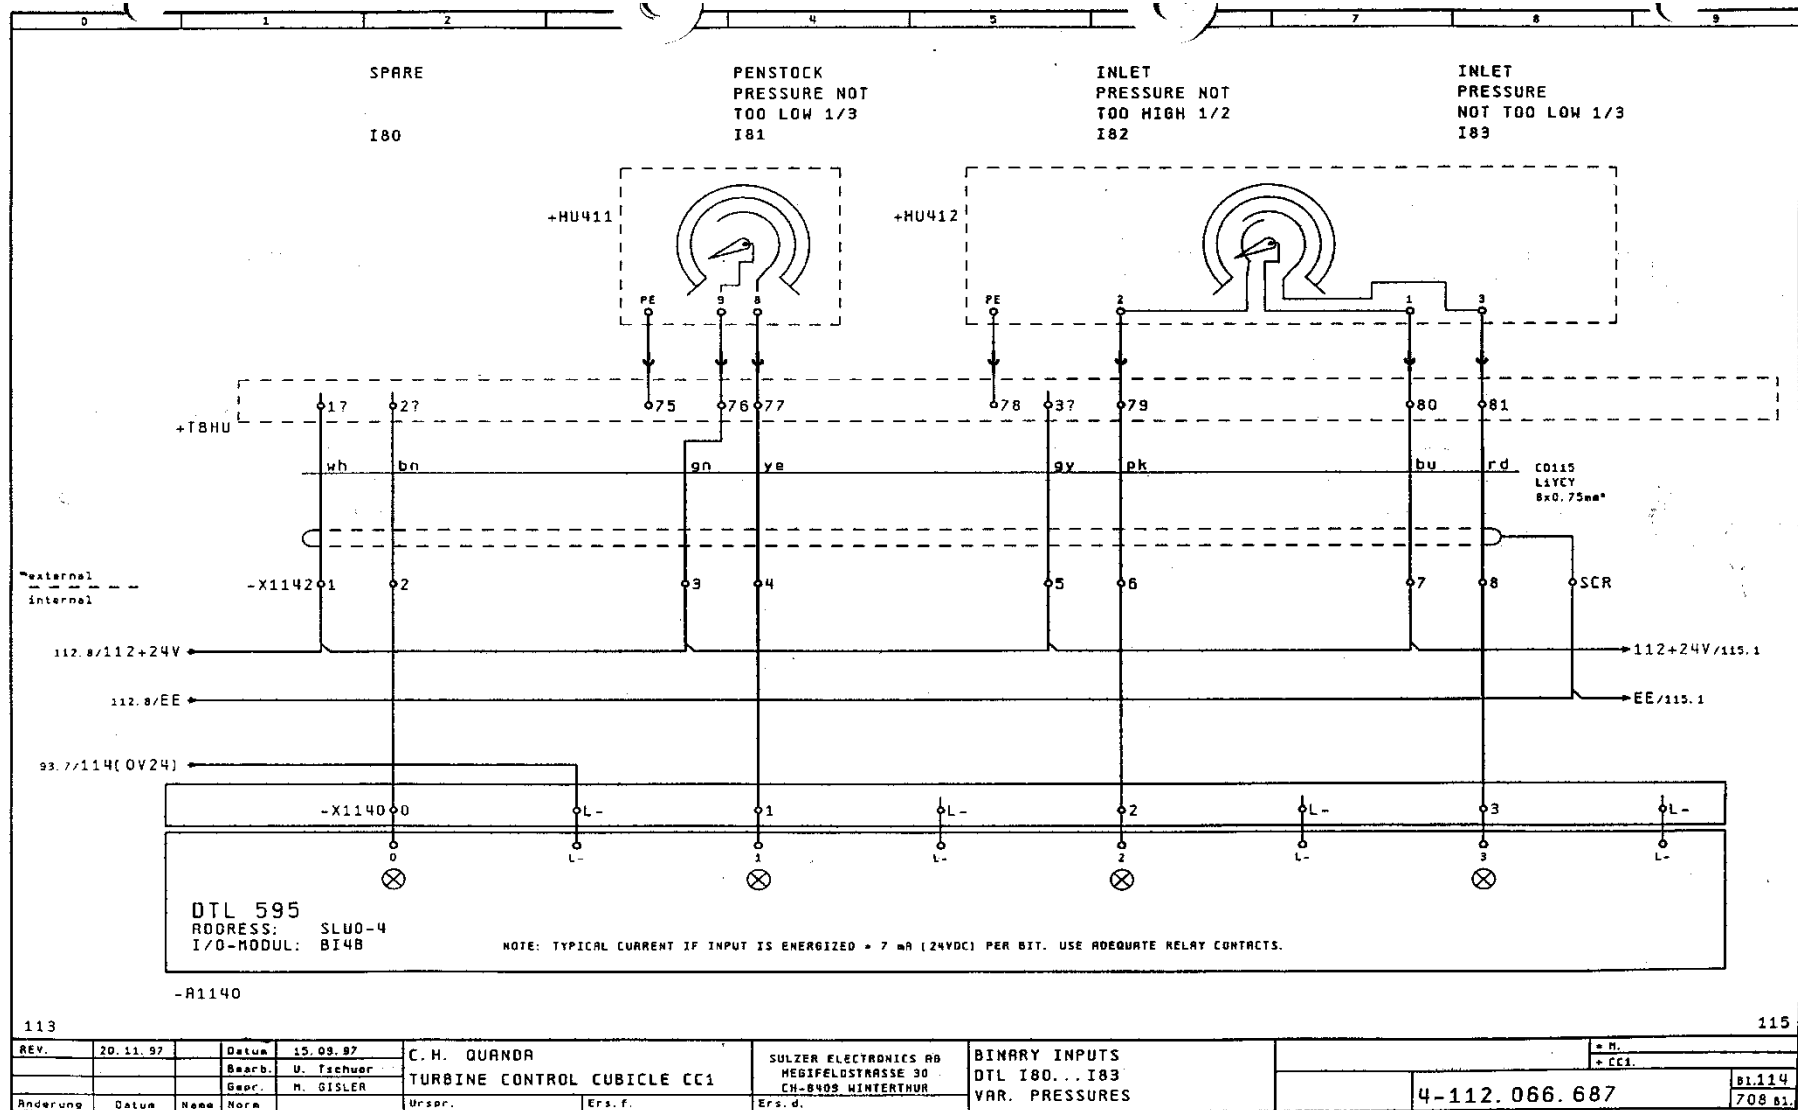 0 1 2 4 5 7 8 9
SPARE
I80
PENSTOCK
PRESSURE NOT
TOO LOW 1/3
I81
INLET
PRESSURE NOT
TOO HIGH 1/2
I82
INLET
PRESSURE
NOT TOO LOW 1/3
I83
+HU411
+HU412
PE 9 8 PE 2 1 3
1? 2? 75 76 77 78 3? 79 80 81
+TBHU
wh bn gn ye gy pk bu rd
CO115
LiYCY
8x0,75mm²
external
internal
-X1142 1 2 3 4 5 6 7 8 SCR
112.8/112+24V
112+24V/115.1
112.8/EE
EE/115.1
93.7/114(0V24)
-X1140 0 L- 1 L- 2 L- 3 L-
0 L- 1 L- 2 L- 3 L-
DTL 595
ADDRESS: SLU0-4
I/O-MODUL: BI4B
NOTE: TYPICAL CURRENT IF INPUT IS ENERGIZED = 7 mA (24VDC) PER BIT. USE ADEQUATE RELAY CONTACTS.
-A1140
113
115
REV. 20.11.97 Datum 15.09.97
Bearb. U. Tschuor
Gepr. M. GISLER
Änderung Datum Name Norm
C.H. QUANDA
TURBINE CONTROL CUBICLE CC1
Urspr. Ers.f. Ers.d.
SULZER ELECTRONICS AG
HEGIFELDSTRASSE 30
CH-8409 WINTERTHUR
BINARY INPUTS
DTL I80...I83
VAR. PRESSURES
= M.
+ CC1.
4-112.066.687
Bl.114
708 Bl.